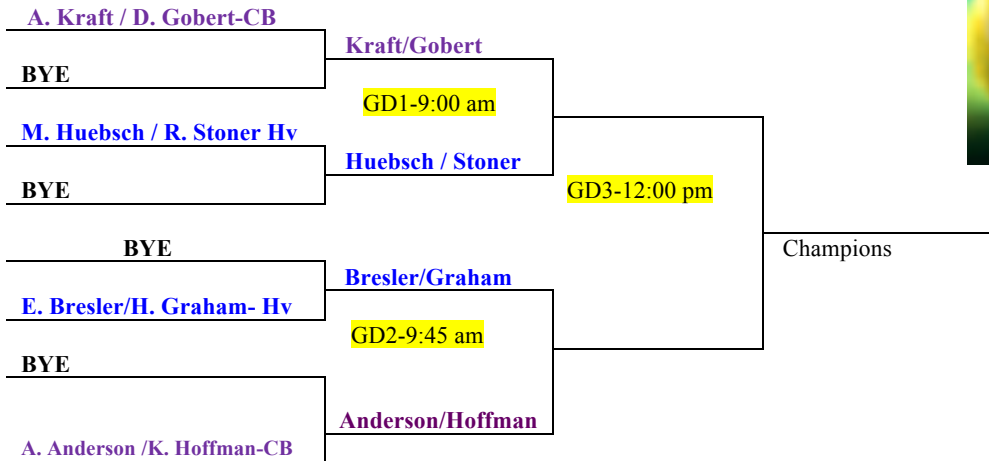 A. Kraft / D. Gobert-CB
Kraft/Gobert
BYE
GD1-9:00 am
M. Huebsch / R. Stoner Hv
Huebsch / Stoner
BYE
GD3-12:00 pm
BYE
Champions
Bresler/Graham
E. Bresler/H. Graham- Hv
GD2-9:45 am
BYE
Anderson/Hoffman
A. Anderson /K. Hoffman-CB